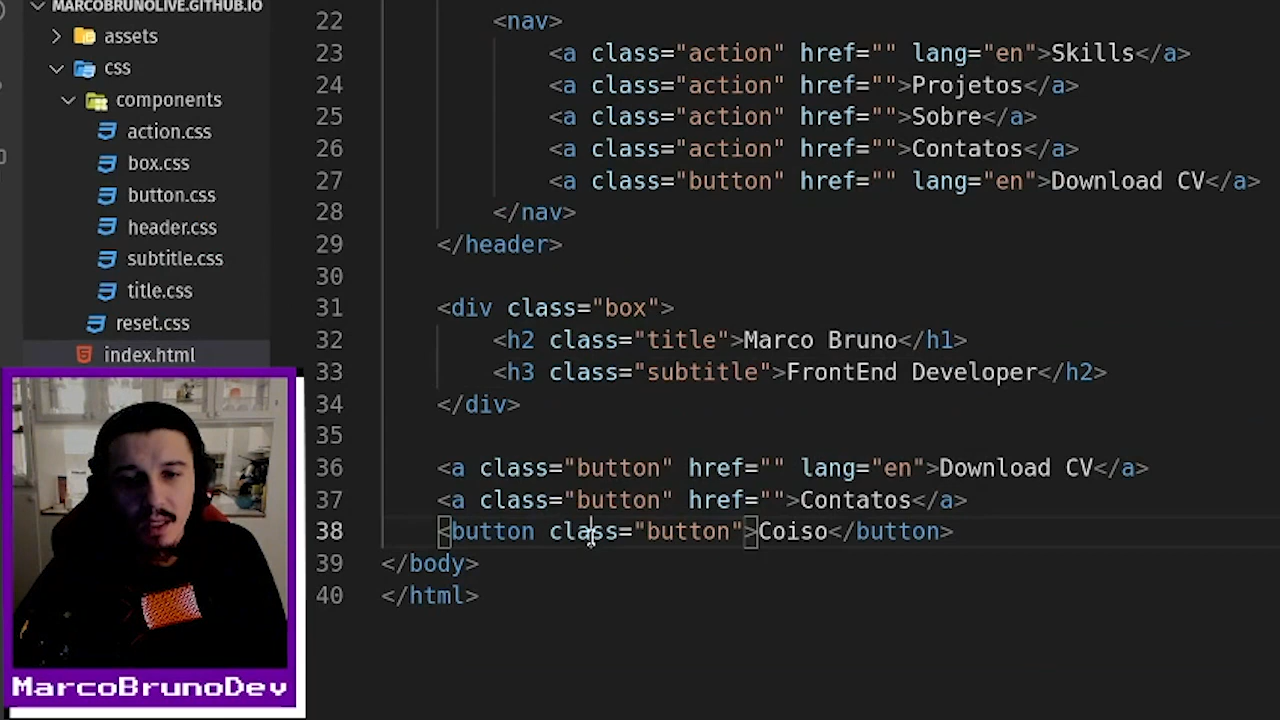 MARCOBRUNOLIVE.GITHUB.IO
assets
css
components
action.css
box.css
button.css
header.css
subtitle.css
title.css
reset.css
index.html
22 <nav>
23 <a class="action" href="" lang="en">Skills</a>
24 <a class="action" href="">Projetos</a>
25 <a class="action" href="">Sobre</a>
26 <a class="action" href="">Contatos</a>
27 <a class="button" href="" lang="en">Download CV</a>
28 </nav>
29 </header>
30
31 <div class="box">
32 <h2 class="title">Marco Bruno</h1>
33 <h3 class="subtitle">FrontEnd Developer</h2>
34 </div>
35
36 <a class="button" href="" lang="en">Download CV</a>
37 <a class="button" href="">Contatos</a>
38 <button class="button">Coiso</button>
39 </body>
40 </html>
MarcoBrunoDev